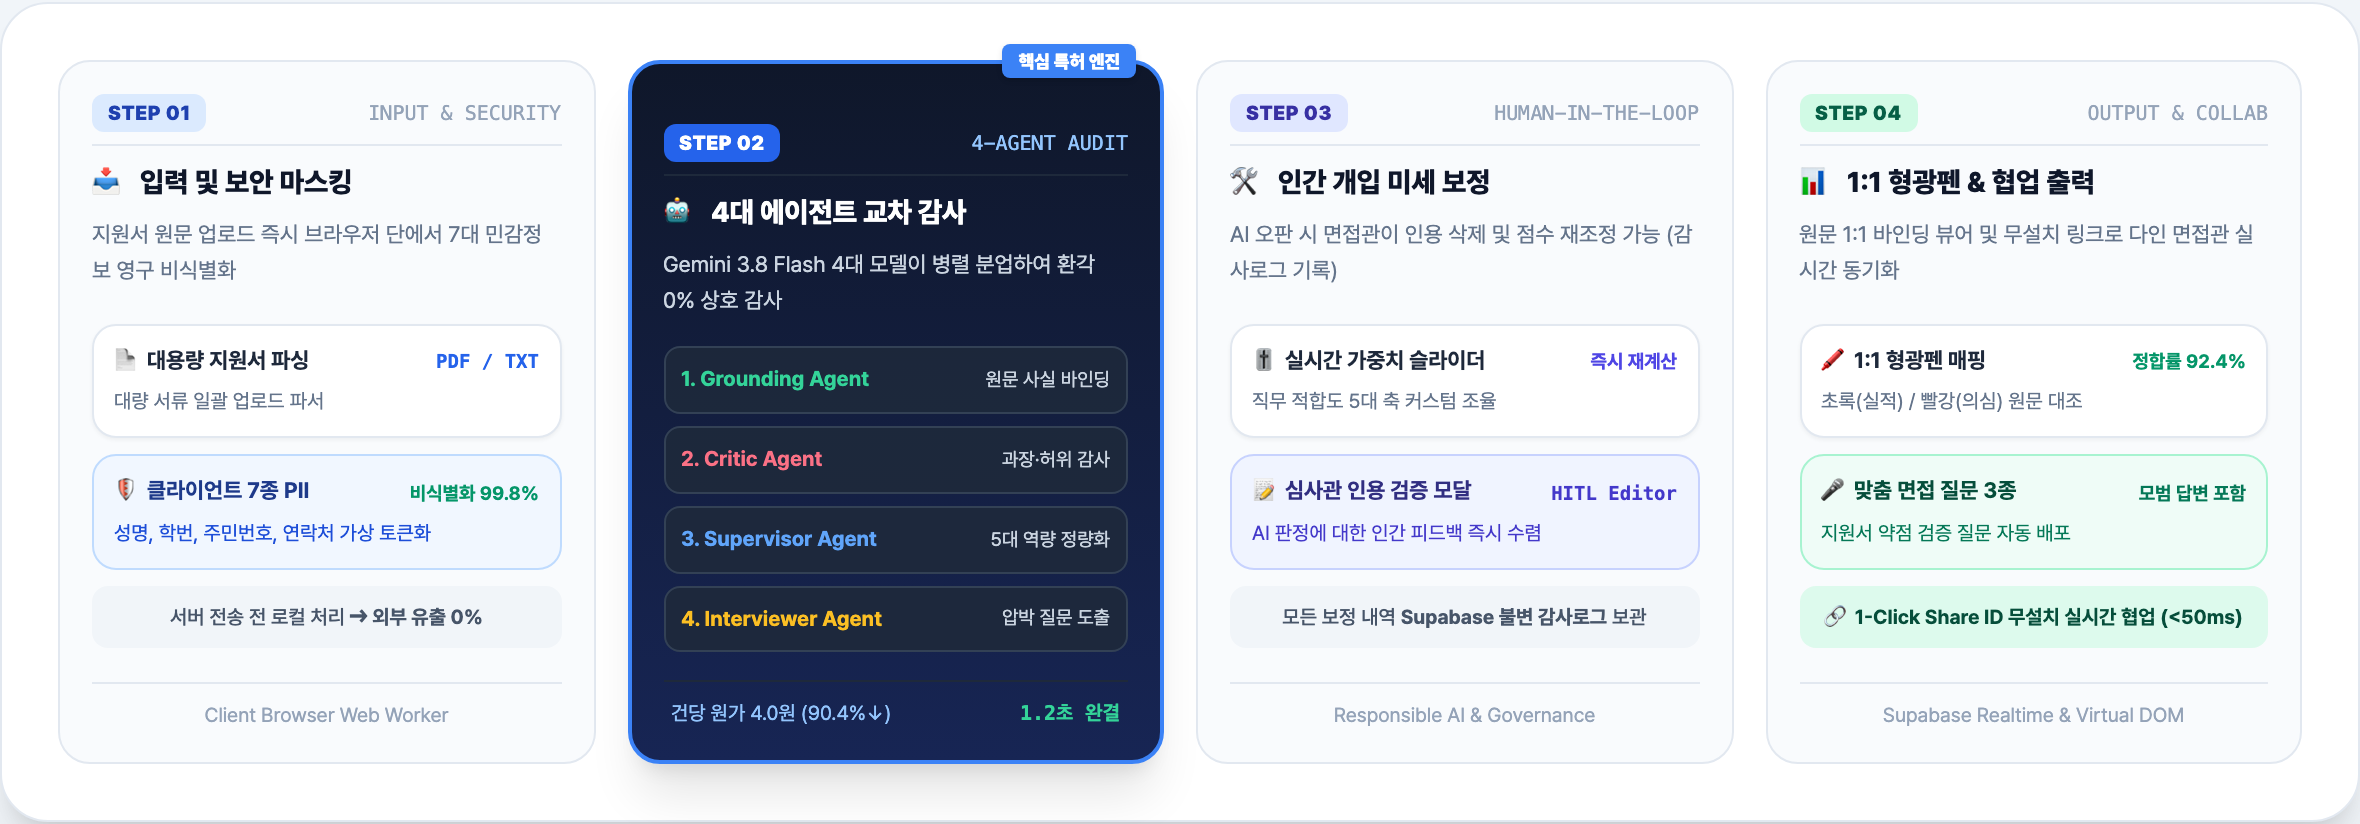 STEP 01
INPUT & SECURITY
입력 및 보안 마스킹
지원서 원문 업로드 즉시 브라우저 단에서 7대 민감정
보 영구 비식별화
대용량 지원서 파싱
PDF / TXT
대량 서류 일괄 업로드 파서
클라이언트 7종 PII
비식별화 99.8%
성명, 학번, 주민번호, 연락처 가상 토큰화
서버 전송 전 로컬 처리 → 외부 유출 0%
Client Browser Web Worker
핵심 특허 엔진
STEP 02
4-AGENT AUDIT
4대 에이전트 교차 감사
Gemini 3.8 Flash 4대 모델이 병렬 분업하여 환각
0% 상호 감사
1. Grounding Agent
원문 사실 바인딩
2. Critic Agent
과장·허위 감사
3. Supervisor Agent
5대 역량 정량화
4. Interviewer Agent
압박 질문 도출
건당 원가 4.0원 (90.4%↓)
1.2초 완결
STEP 03
HUMAN-IN-THE-LOOP
인간 개입 미세 보정
AI 오판 시 면접관이 인용 삭제 및 점수 재조정 가능 (감
사로그 기록)
실시간 가중치 슬라이더
즉시 재계산
직무 적합도 5대 축 커스텀 조율
심사관 인용 검증 모달
HITL Editor
AI 판정에 대한 인간 피드백 즉시 수렴
모든 보정 내역 Supabase 불변 감사로그 보관
Responsible AI & Governance
STEP 04
OUTPUT & COLLAB
1:1 형광펜 & 협업 출력
원문 1:1 바인딩 뷰어 및 무설치 링크로 다인 면접관 실
시간 동기화
1:1 형광펜 매핑
정합률 92.4%
초록(실적) / 빨강(의심) 원문 대조
맞춤 면접 질문 3종
모범 답변 포함
지원서 약점 검증 질문 자동 배포
1-Click Share ID 무설치 실시간 협업 (<50ms)
Supabase Realtime & Virtual DOM